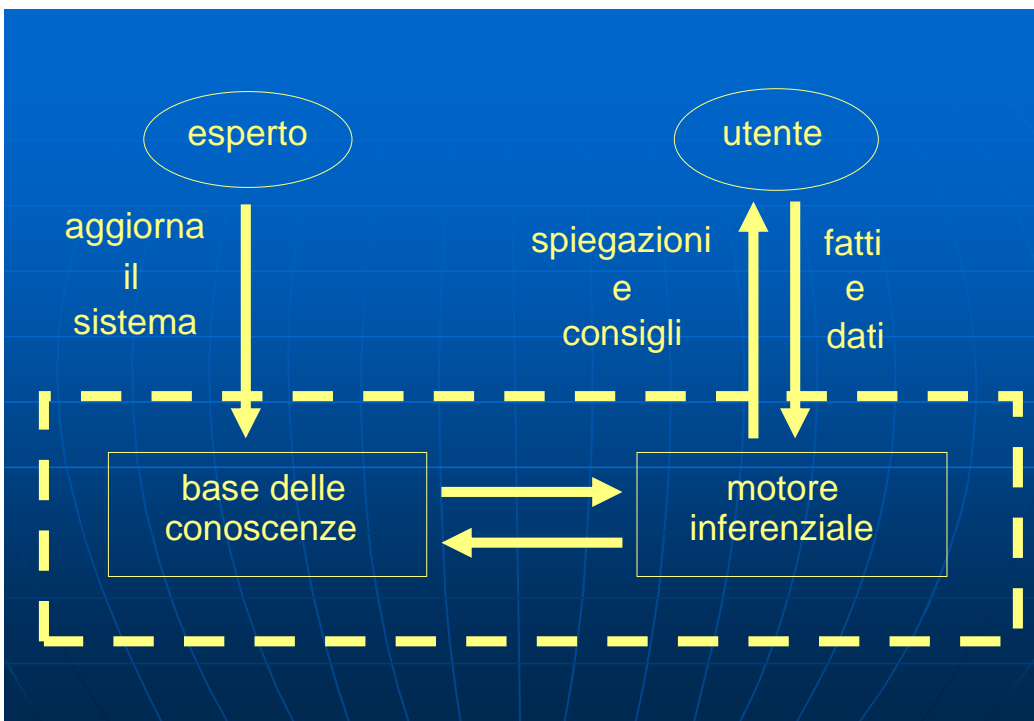 esperto
utente
aggiorna
il
sistema
spiegazioni
e
consigli
fatti
e
dati
base delle
conoscenze
motore
inferenziale